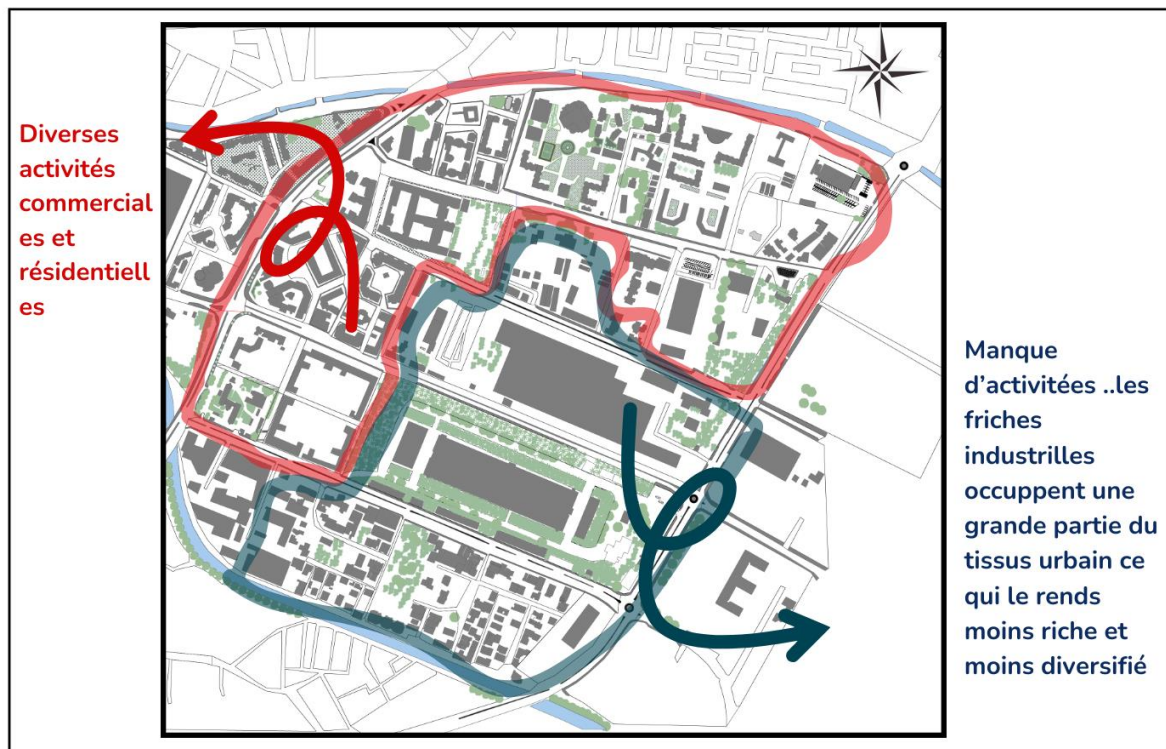 Diverses
activités
commercial
es et
résidentiell
es
Manque
d'activitées ..les
friches
industrilles
occuppent une
grande partie du
tissus urbain ce
qui le rends
moins riche et
moins diversifié